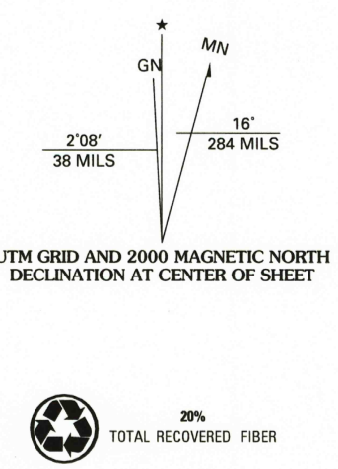 ★
GN
MN
2°08′
38 MILS
16°
284 MILS
UTM GRID AND 2000 MAGNETIC NORTH
DECLINATION AT CENTER OF SHEET
20%
TOTAL RECOVERED FIBER